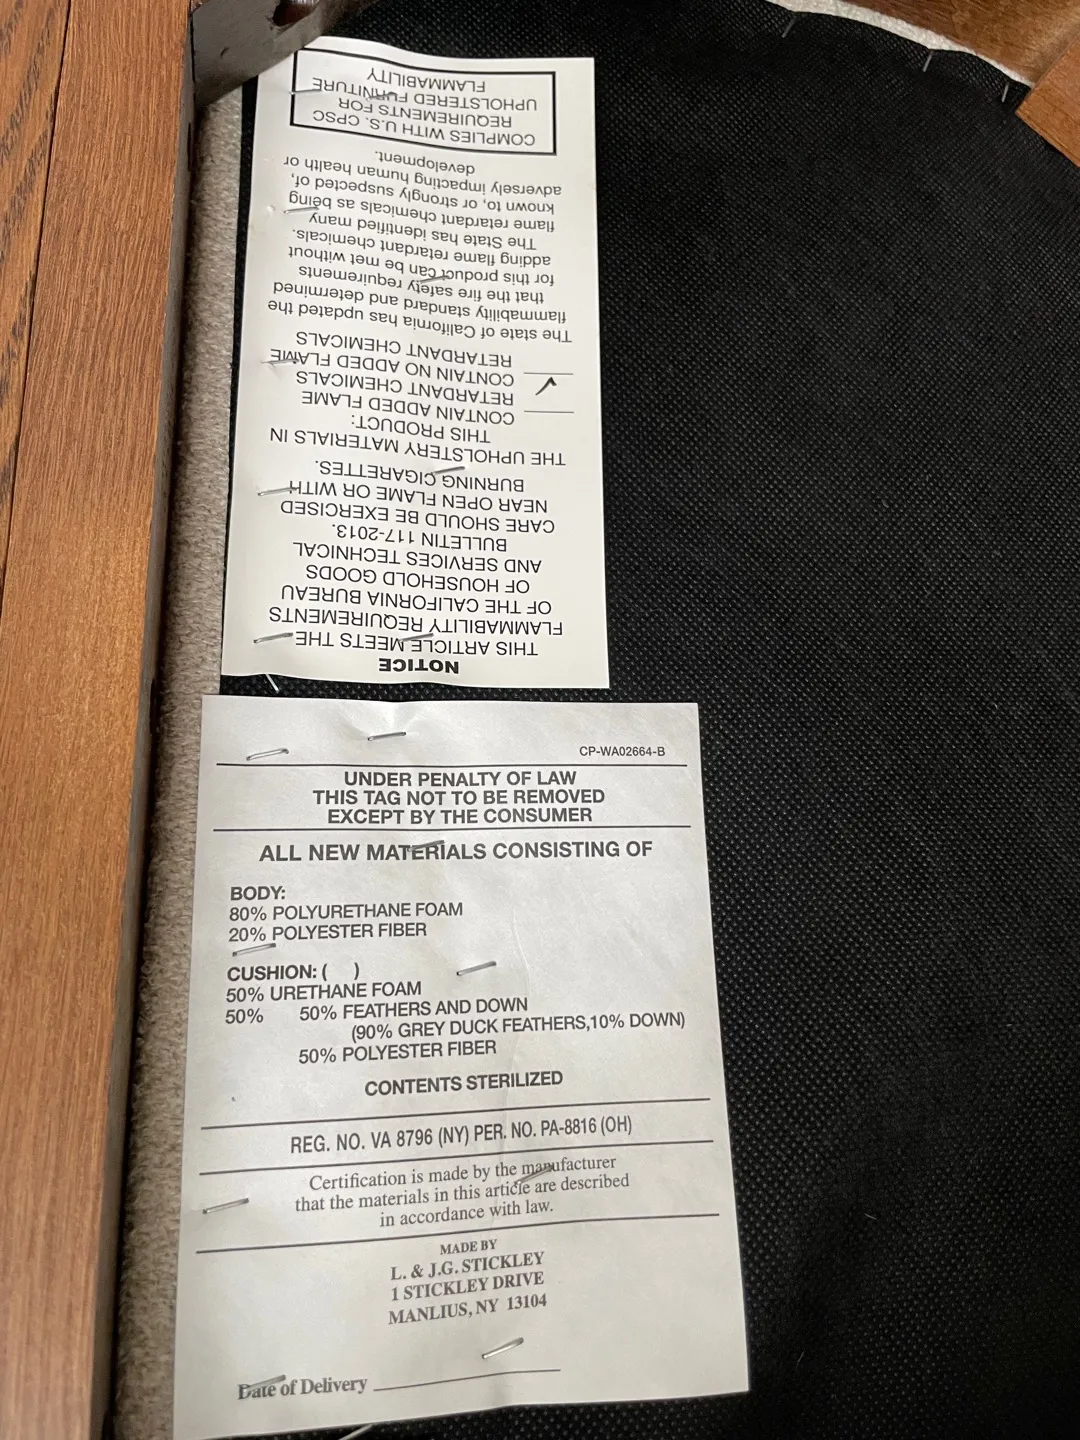 NOTICE
THIS ARTICLE MEETS THE
FLAMMABILITY REQUIREMENTS
OF THE CALIFORNIA BUREAU
OF HOUSEHOLD GOODS
AND SERVICES TECHNICAL
BULLETIN 117-2013.
CARE SHOULD BE EXERCISED
NEAR OPEN FLAME OR WITH
BURNING CIGARETTES.
THE UPHOLSTERY MATERIALS IN
THIS PRODUCT:
CONTAIN ADDED FLAME
RETARDANT CHEMICALS
CONTAIN NO ADDED FLAME
RETARDANT CHEMICALS
The state of California has updated the
flammability standard and determined
that the fire safety requirements
for this product can be met without
adding flame retardant chemicals.
The State has identified many
flame retardant chemicals as being
known to, or strongly suspected of,
adversely impacting human health or
development.
COMPLIES WITH U.S. CPSC
REQUIREMENTS FOR
UPHOLSTERED FURNITURE
FLAMMABILITY
CP-WA02664-B
UNDER PENALTY OF LAW
THIS TAG NOT TO BE REMOVED
EXCEPT BY THE CONSUMER
ALL NEW MATERIALS CONSISTING OF
BODY:
80% POLYURETHANE FOAM
20% POLYESTER FIBER
CUSHION: ( )
50% URETHANE FOAM
50% 50% FEATHERS AND DOWN
(90% GREY DUCK FEATHERS,10% DOWN)
50% POLYESTER FIBER
CONTENTS STERILIZED
REG. NO. VA 8796 (NY) PER. NO. PA-8816 (OH)
Certification is made by the manufacturer
that the materials in this article are described
in accordance with law.
MADE BY
L. & J.G. STICKLEY
1 STICKLEY DRIVE
MANLIUS, NY 13104
Date of Delivery